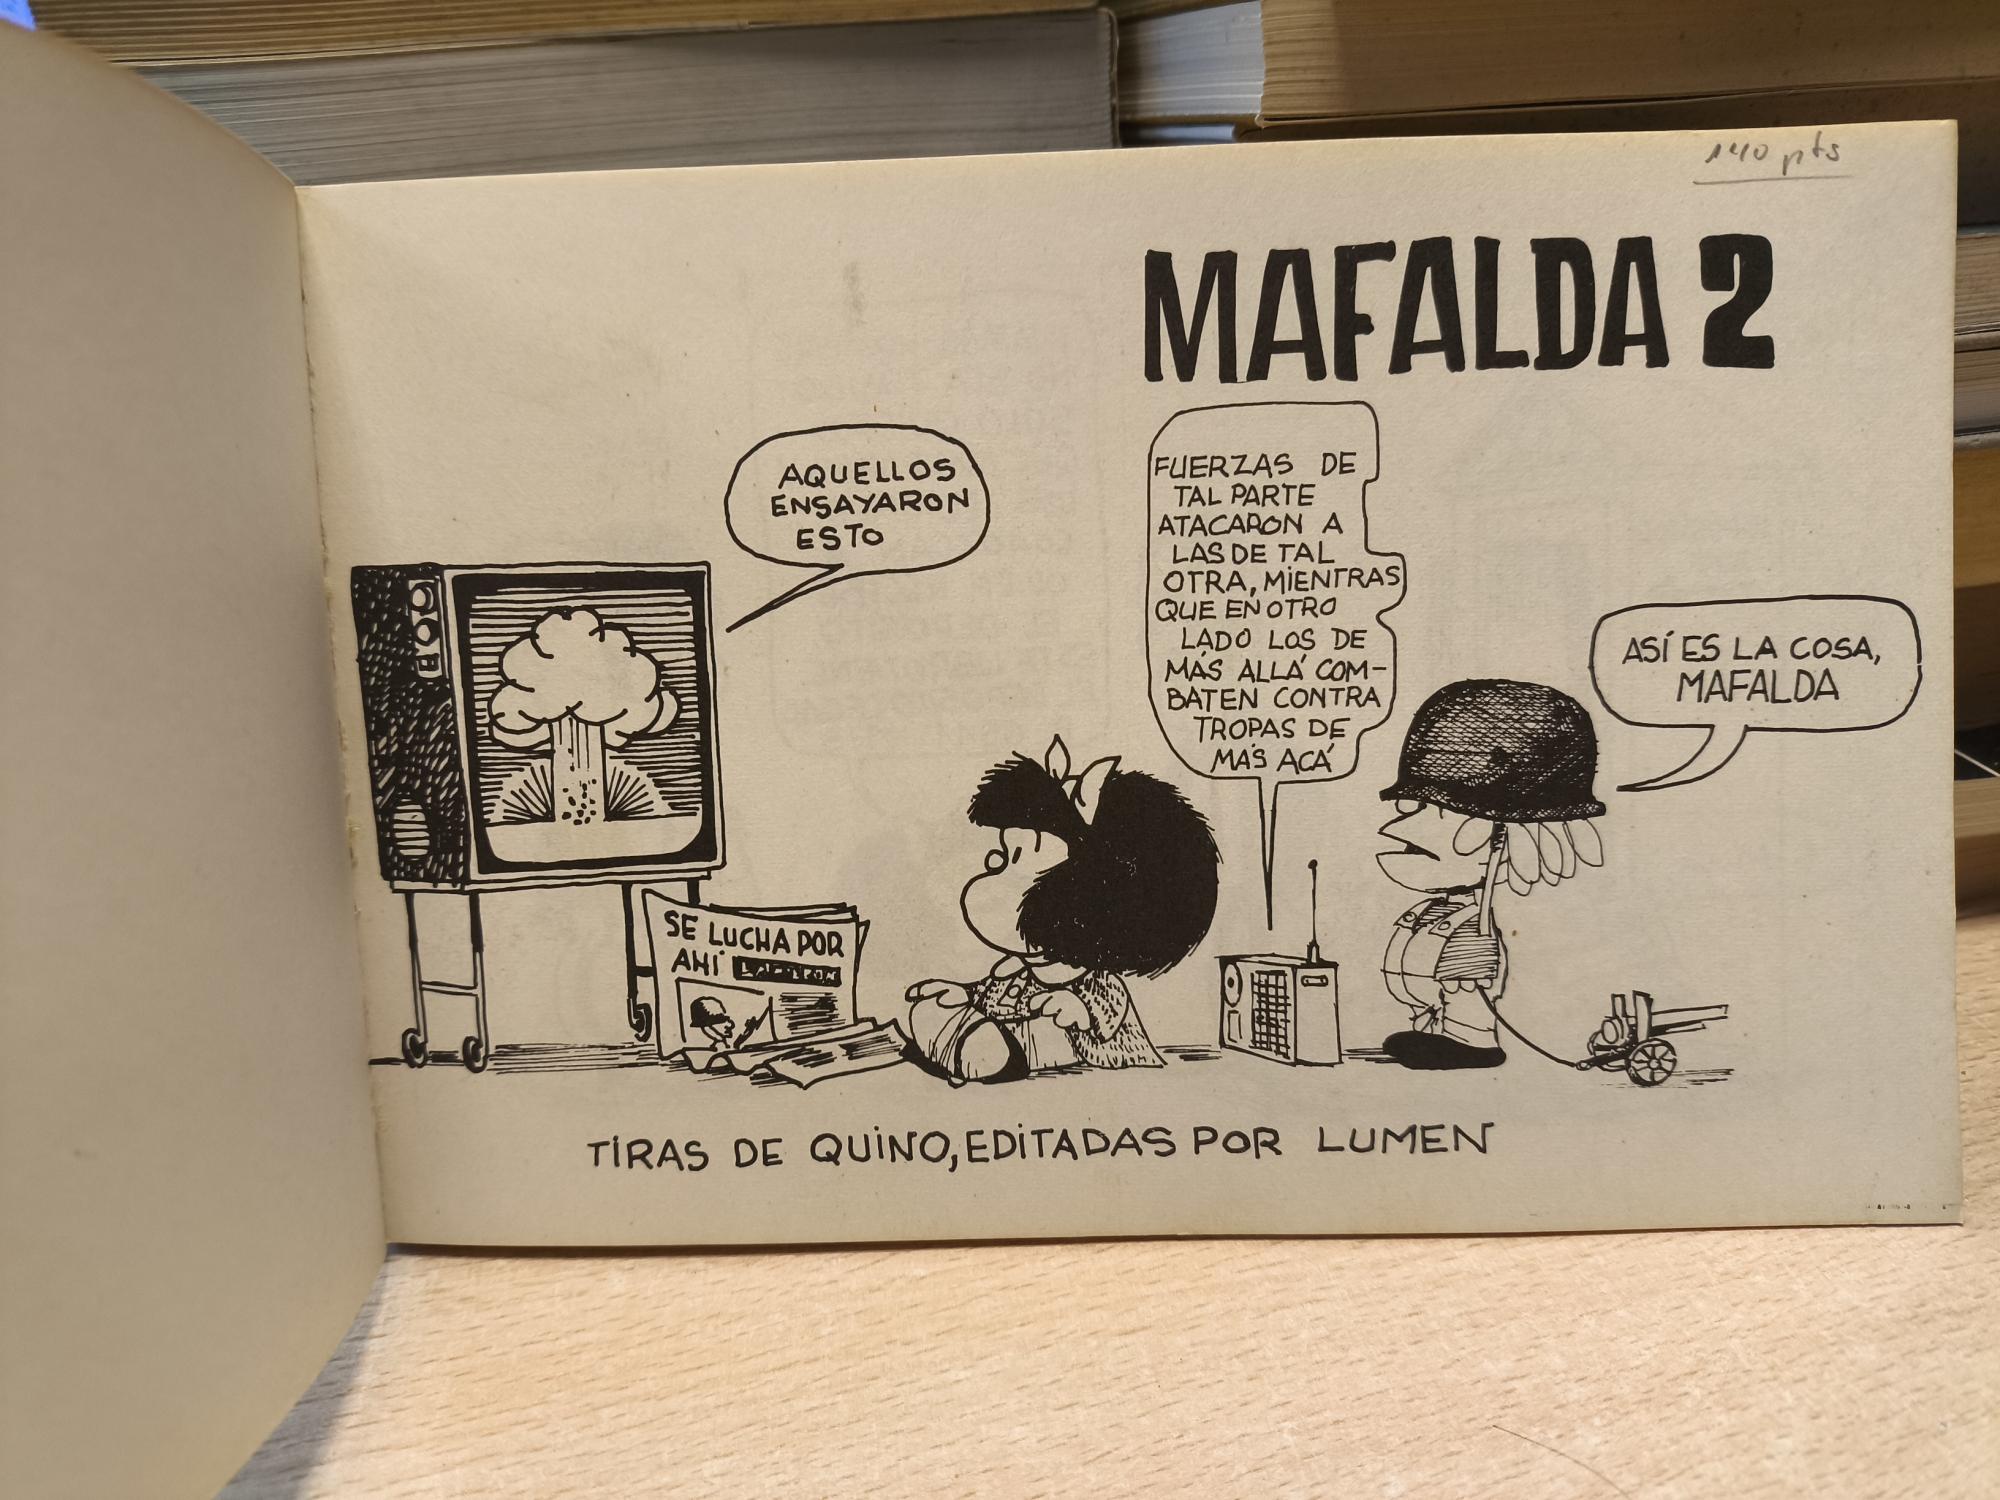 140 pts
MAFALDA 2
AQUELLOS
ENSAYARON
ESTO
FUERZAS DE
TAL PARTE
ATACARON A
LAS DE TAL
OTRA, MIENTRAS
QUE EN OTRO
LADO LOS DE
MÁS ALLÁ COM-
BATEN CONTRA
TROPAS DE
MÁS ACÁ
ASÍ ES LA COSA,
MAFALDA
SE LUCHA POR
AHÍ
TIRAS DE QUINO, EDITADAS POR LUMEN